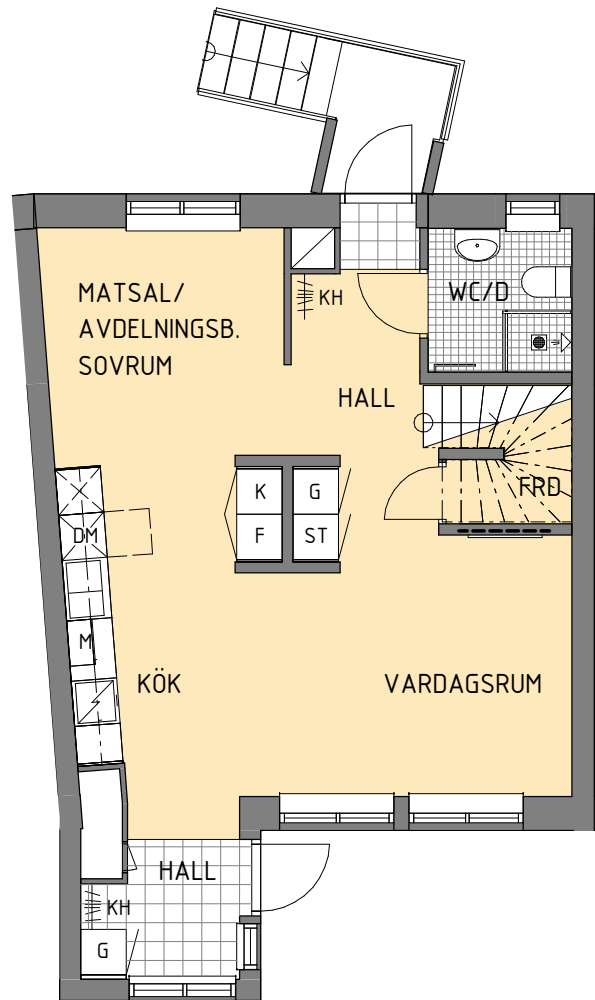 MATSAL/
AVDELNINGSB.
SOVRUM
KH
WC/D
HALL
K
G
F
ST
FRD
DM
M
KÖK
VARDAGSRUM
HALL
KH
G